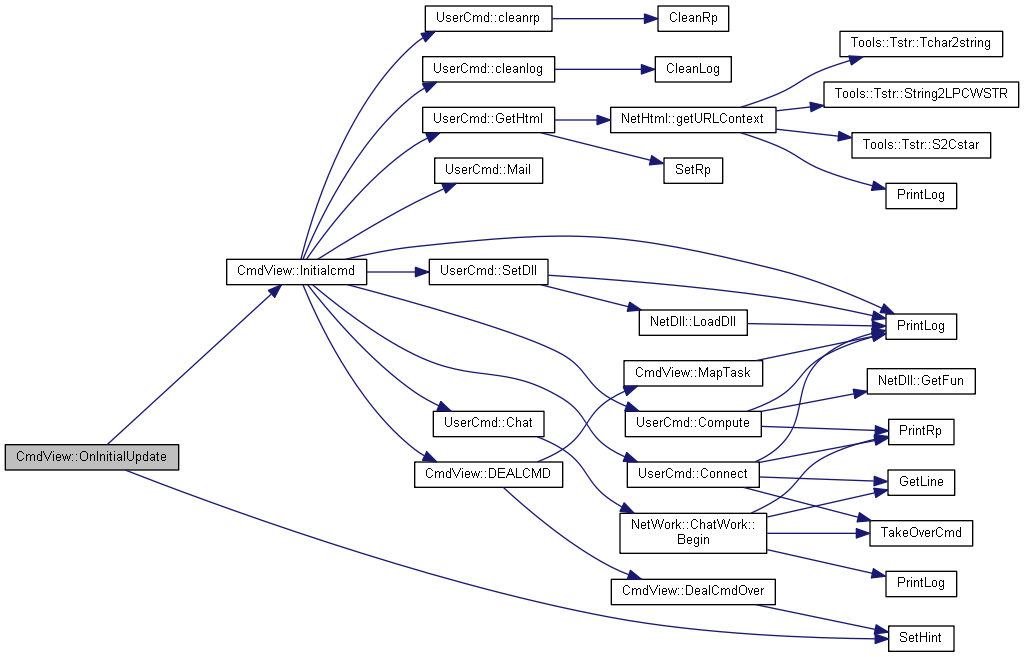 UserCmd::cleanrp
CleanRp
Tools::Tstr::Tchar2string
UserCmd::cleanlog
CleanLog
Tools::Tstr::String2LPCWSTR
UserCmd::GetHtml
NetHtml::getURLContext
Tools::Tstr::S2Cstar
UserCmd::Mail
SetRp
PrintLog
CmdView::Initialcmd
UserCmd::SetDll
NetDll::LoadDll
PrintLog
CmdView::MapTask
NetDll::GetFun
UserCmd::Chat
UserCmd::Compute
PrintRp
CmdView::OnInitialUpdate
CmdView::DEALCMD
UserCmd::Connect
GetLine
NetWork::ChatWork::
Begin
TakeOverCmd
CmdView::DealCmdOver
PrintLog
SetHint